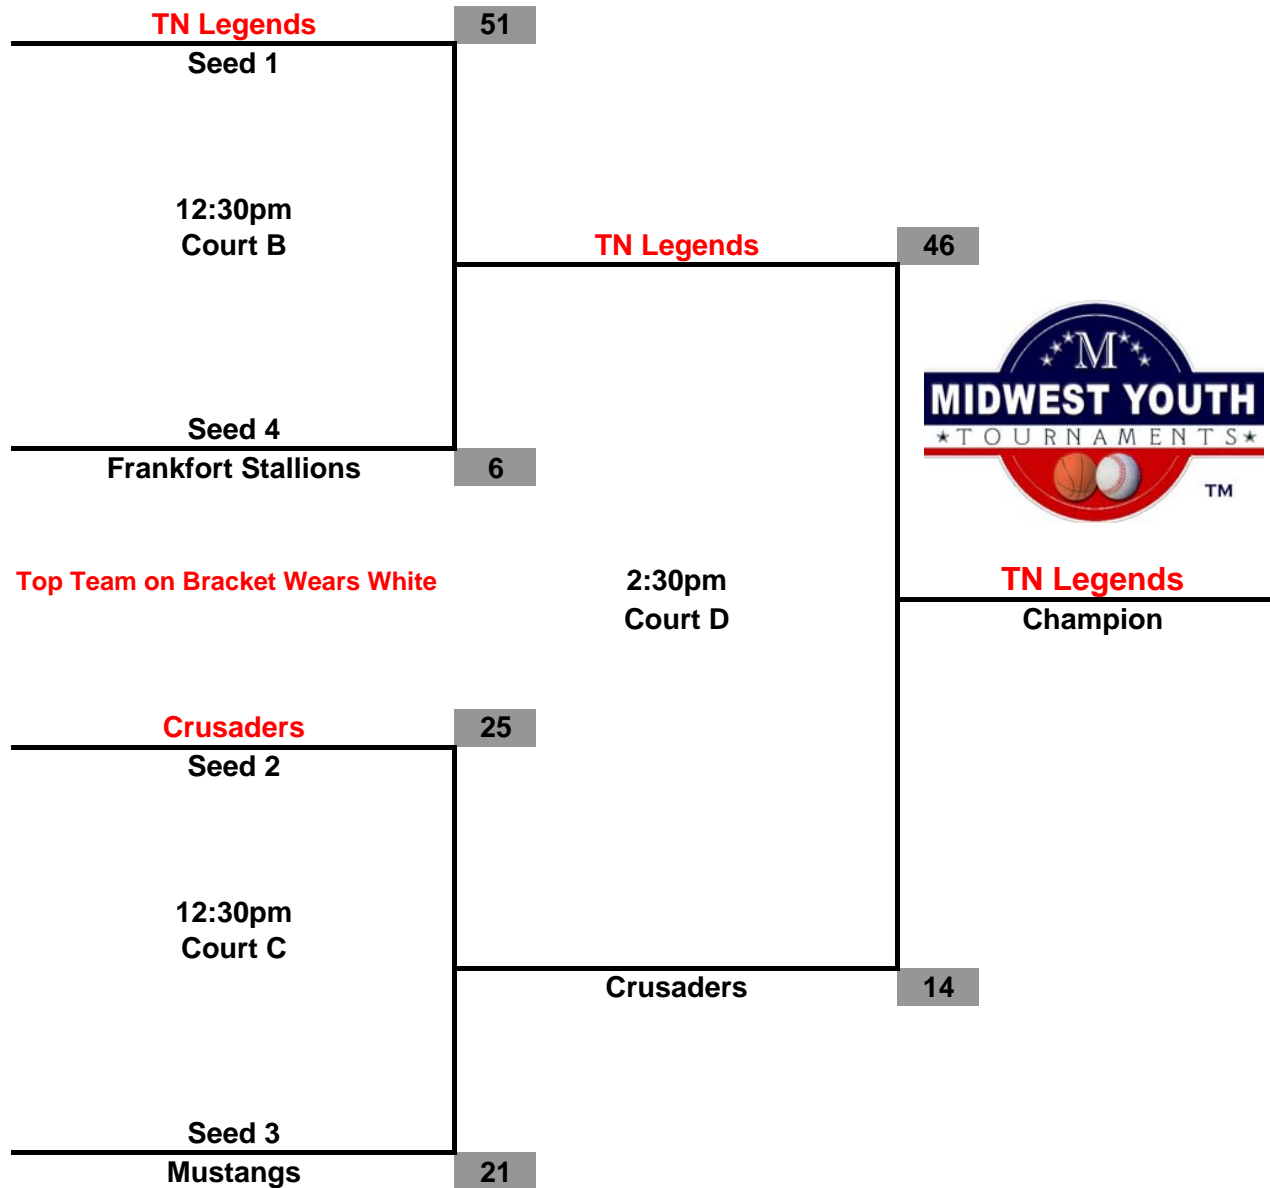 TN Legends 51
Seed 1
12:30pm
Court B
TN Legends 46
M
MIDWEST YOUTH
TOURNAMENTS
TM
Seed 4
Frankfort Stallions 6
Top Team on Bracket Wears White
2:30pm
Court D
TN Legends
Champion
Crusaders 25
Seed 2
12:30pm
Court C
Crusaders 14
Seed 3
Mustangs 21